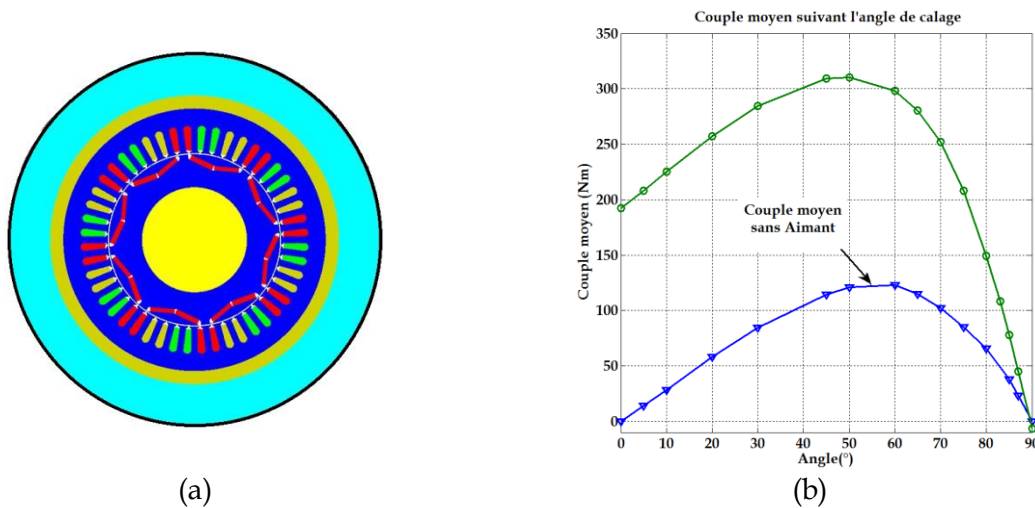 Couple moyen suivant l'angle de calage
350
300
250
200
150
100
50
0
Couple moyen (Nm)
Couple moyen
sans Aimant
0 10 20 30 40 50 60 70 80 90
Angle(°)
(a)
(b)